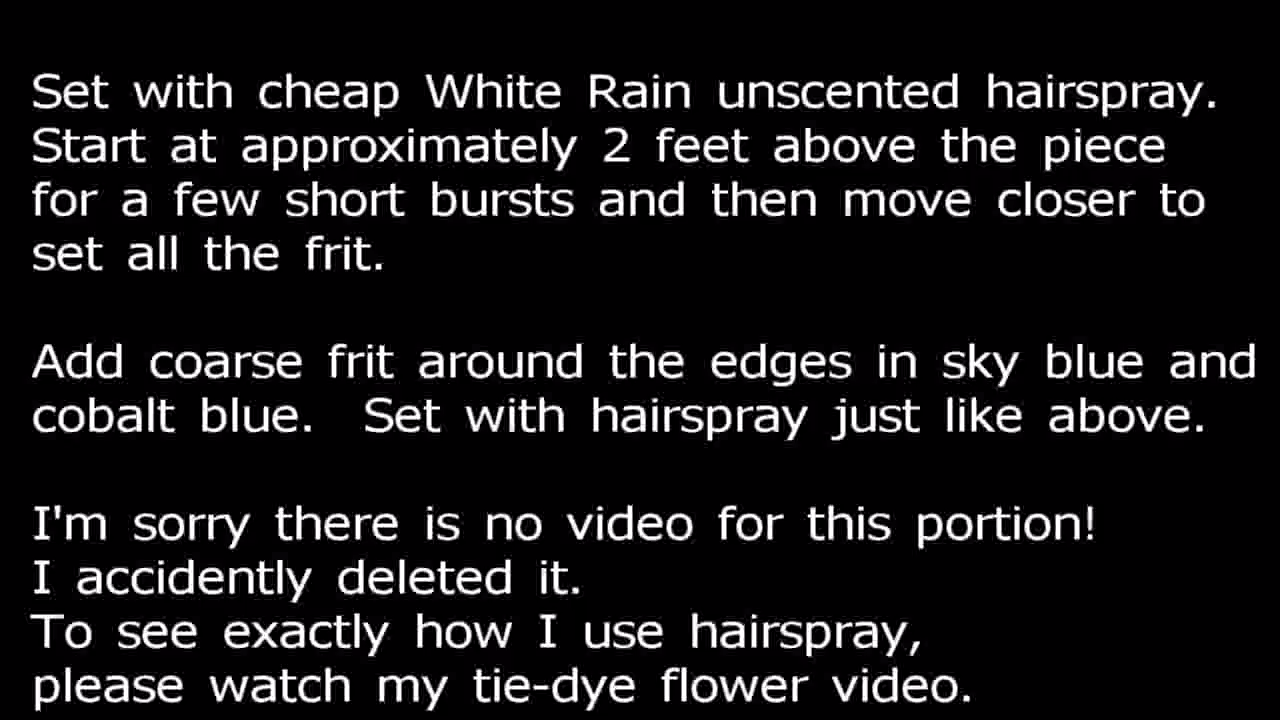 Set with cheap White Rain unscented hairspray.
Start at approximately 2 feet above the piece
for a few short bursts and then move closer to
set all the frit.
Add coarse frit around the edges in sky blue and
cobalt blue.  Set with hairspray just like above.
I'm sorry there is no video for this portion!
I accidently deleted it.
To see exactly how I use hairspray,
please watch my tie-dye flower video.